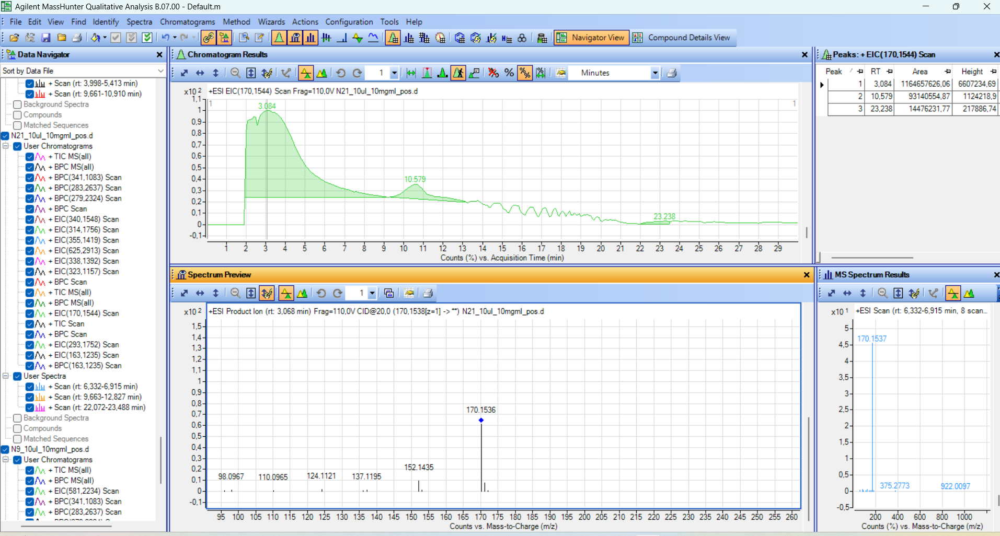 Agilent MassHunter Qualitative Analysis B.07.00 - Default.m
File Edit View Find Identify Spectra Chromatograms Method Wizards Actions Configuration Tools Help
Navigator View Compound Details View
Data Navigator
Sort by Data File
+ Scan (rt: 3,998-5,413 min)
+ Scan (rt: 9,661-10,910 min)
Background Spectra
Compounds
Matched Sequences
N21_10ul_10mgml_pos.d
User Chromatograms
+ TIC MS(all)
+ BPC MS(all)
+ BPC(341,1083) Scan
+ BPC(283,2637) Scan
+ BPC(279,2324) Scan
+ BPC Scan
+ EIC(340,1548) Scan
+ EIC(314,1756) Scan
+ EIC(355,1419) Scan
+ EIC(625,2913) Scan
+ EIC(338,1392) Scan
+ EIC(323,1157) Scan
+ BPC Scan
+ TIC MS(all)
+ BPC MS(all)
+ EIC(170,1544) Scan
+ TIC Scan
+ BPC Scan
+ EIC(293,1752) Scan
+ EIC(163,1235) Scan
+ BPC(163,1235) Scan
User Spectra
+ Scan (rt: 6,332-6,915 min)
+ Scan (rt: 9,663-12,827 min)
+ Scan (rt: 22,072-23,488 min)
Background Spectra
Compounds
Matched Sequences
N9_10ul_10mgml_pos.d
User Chromatograms
+ TIC MS(all)
+ BPC MS(all)
+ EIC(581,2234) Scan
+ BPC(341,1083) Scan
+ BPC(283,2637) Scan
Chromatogram Results
1 Minutes
x10 2 +ESI EIC(170,1544) Scan Frag=110,0V N21_10ul_10mgml_pos.d
1 1
3.084
10.579
23.238
1,1
1
0,9
0,8
0,7
0,6
0,5
0,4
0,3
0,2
0,1
0
-0,1
1 2 3 4 5 6 7 8 9 10 11 12 13 14 15 16 17 18 19 20 21 22 23 24 25 26 27 28 29
Counts (%) vs. Acquisition Time (min)
Peaks: + EIC(170,1544) Scan
Peak RT Area Height
1 3,084 1164657626,06 6607234,69
2 10,579 93140554,87 1124218,9
3 23,238 14476231,77 217886,74
Spectrum Preview
1
x10 2 +ESI Product Ion (rt: 3,068 min) Frag=110,0V CID@20,0 (170,1538[z=1] -> **) N21_10ul_10mgml_pos.d
1,5
1,4
1,3
1,2
1,1
1
0,9
0,8
0,7
0,6
0,5
0,4
0,3
0,2
0,1
0
-0,1
170.1536
152.1435
98.0967 110.0965 124.1121 137.1195
95 100 105 110 115 120 125 130 135 140 145 150 155 160 165 170 175 180 185 190 195 200 205 210 215 220 225 230 235 240 245 250 255 260
Counts vs. Mass-to-Charge (m/z)
MS Spectrum Results
x10 1 +ESI Scan (rt: 6,332-6,915 min, 8 scan...
5
4,5
4
3,5
3
2,5
2
1,5
1
0,5
0
-0,5
170.1537
375.2773 922.0097
200 400 600 800 1000
Counts (%) vs. Mass-to-Charge (m/z)